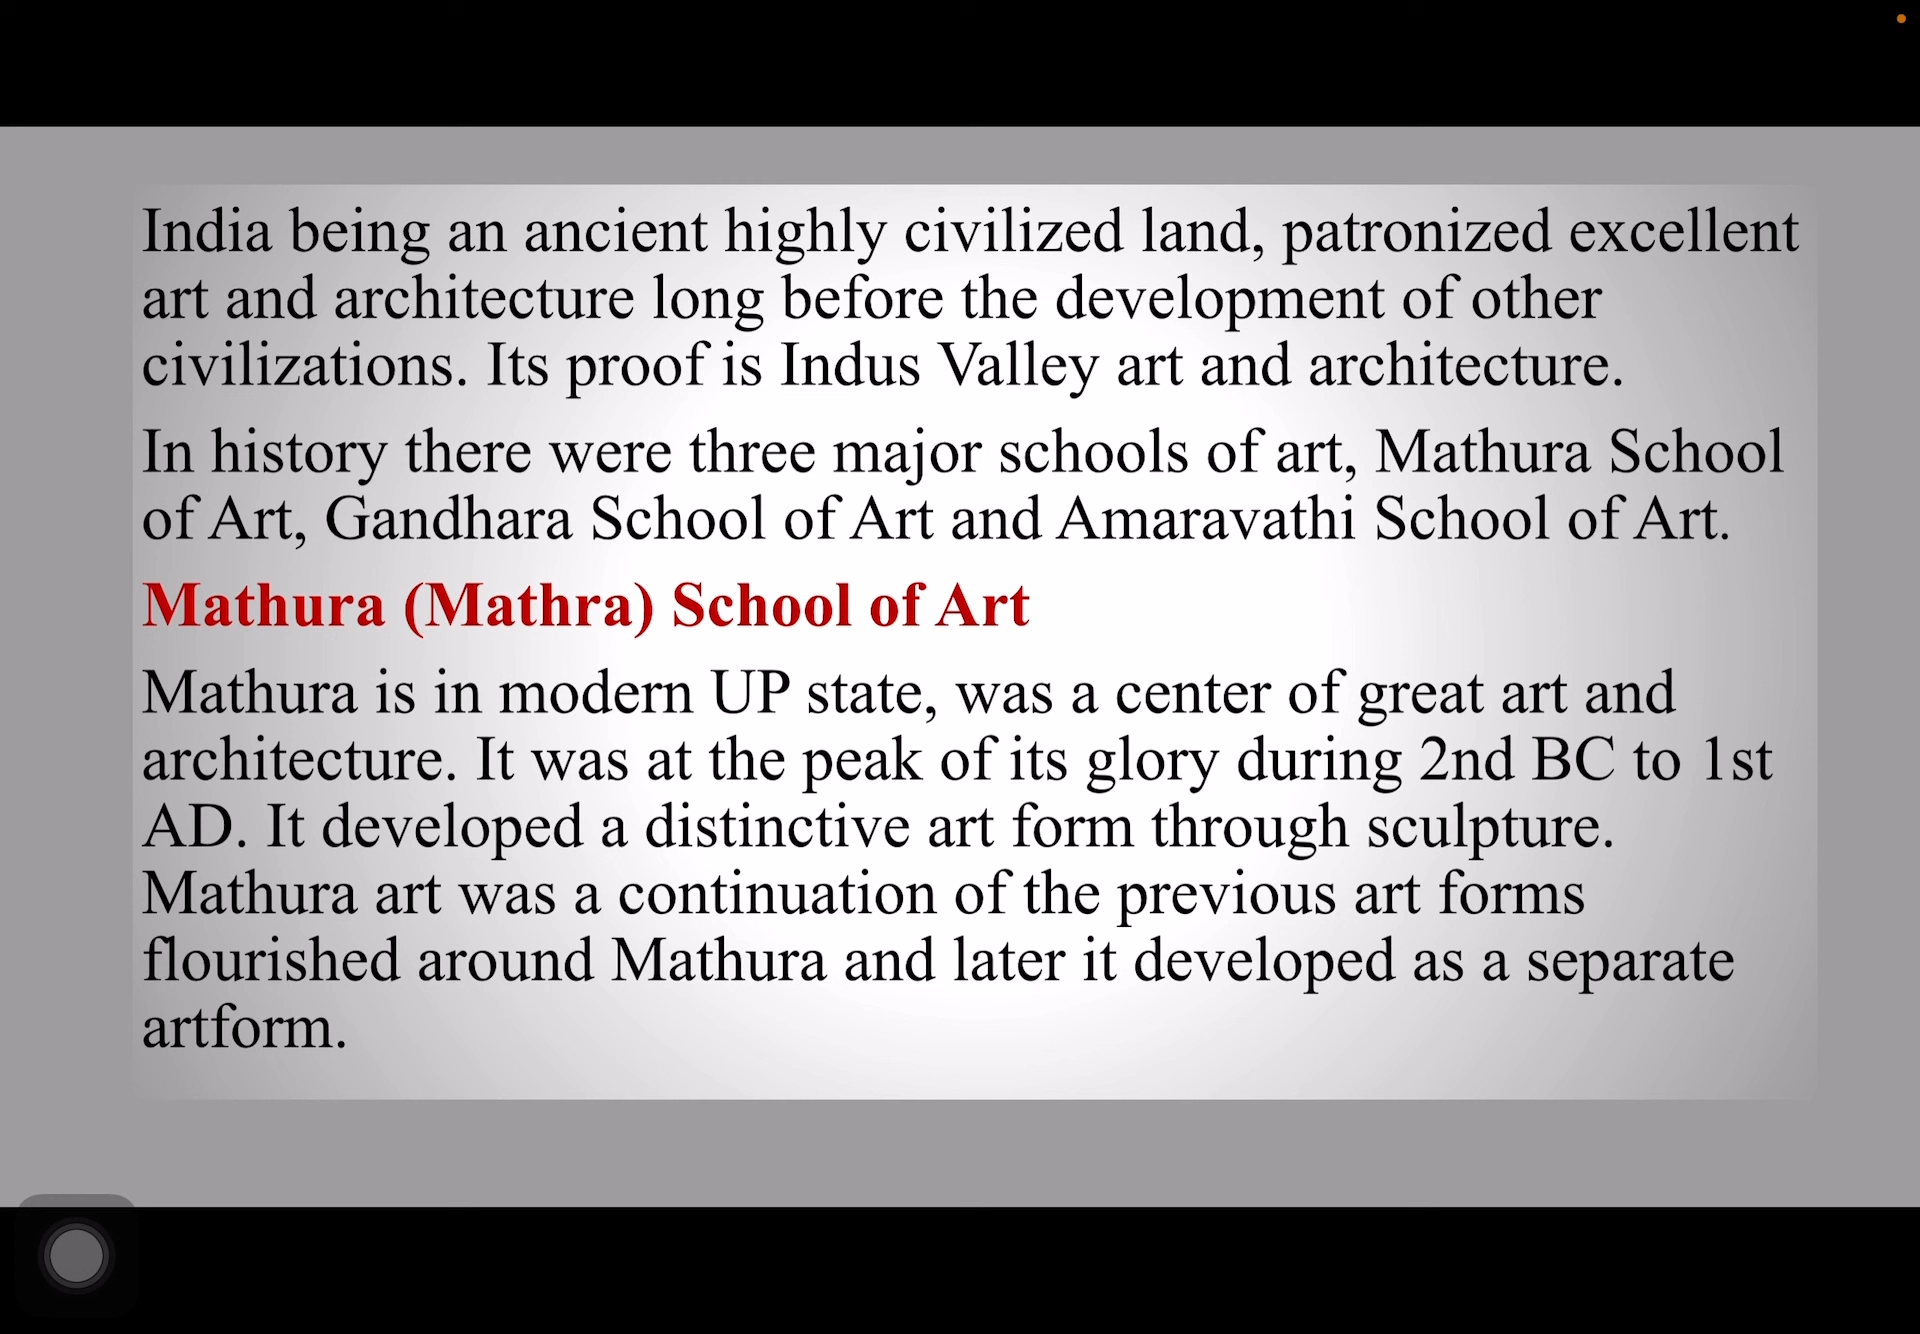 India being an ancient highly civilized land, patronized excellent
art and architecture long before the development of other
civilizations. Its proof is Indus Valley art and architecture.
In history there were three major schools of art, Mathura School
of Art, Gandhara School of Art and Amaravathi School of Art.
Mathura (Mathra) School of Art
Mathura is in modern UP state, was a center of great art and
architecture. It was at the peak of its glory during 2nd BC to 1st
AD. It developed a distinctive art form through sculpture.
Mathura art was a continuation of the previous art forms
flourished around Mathura and later it developed as a separate
artform.